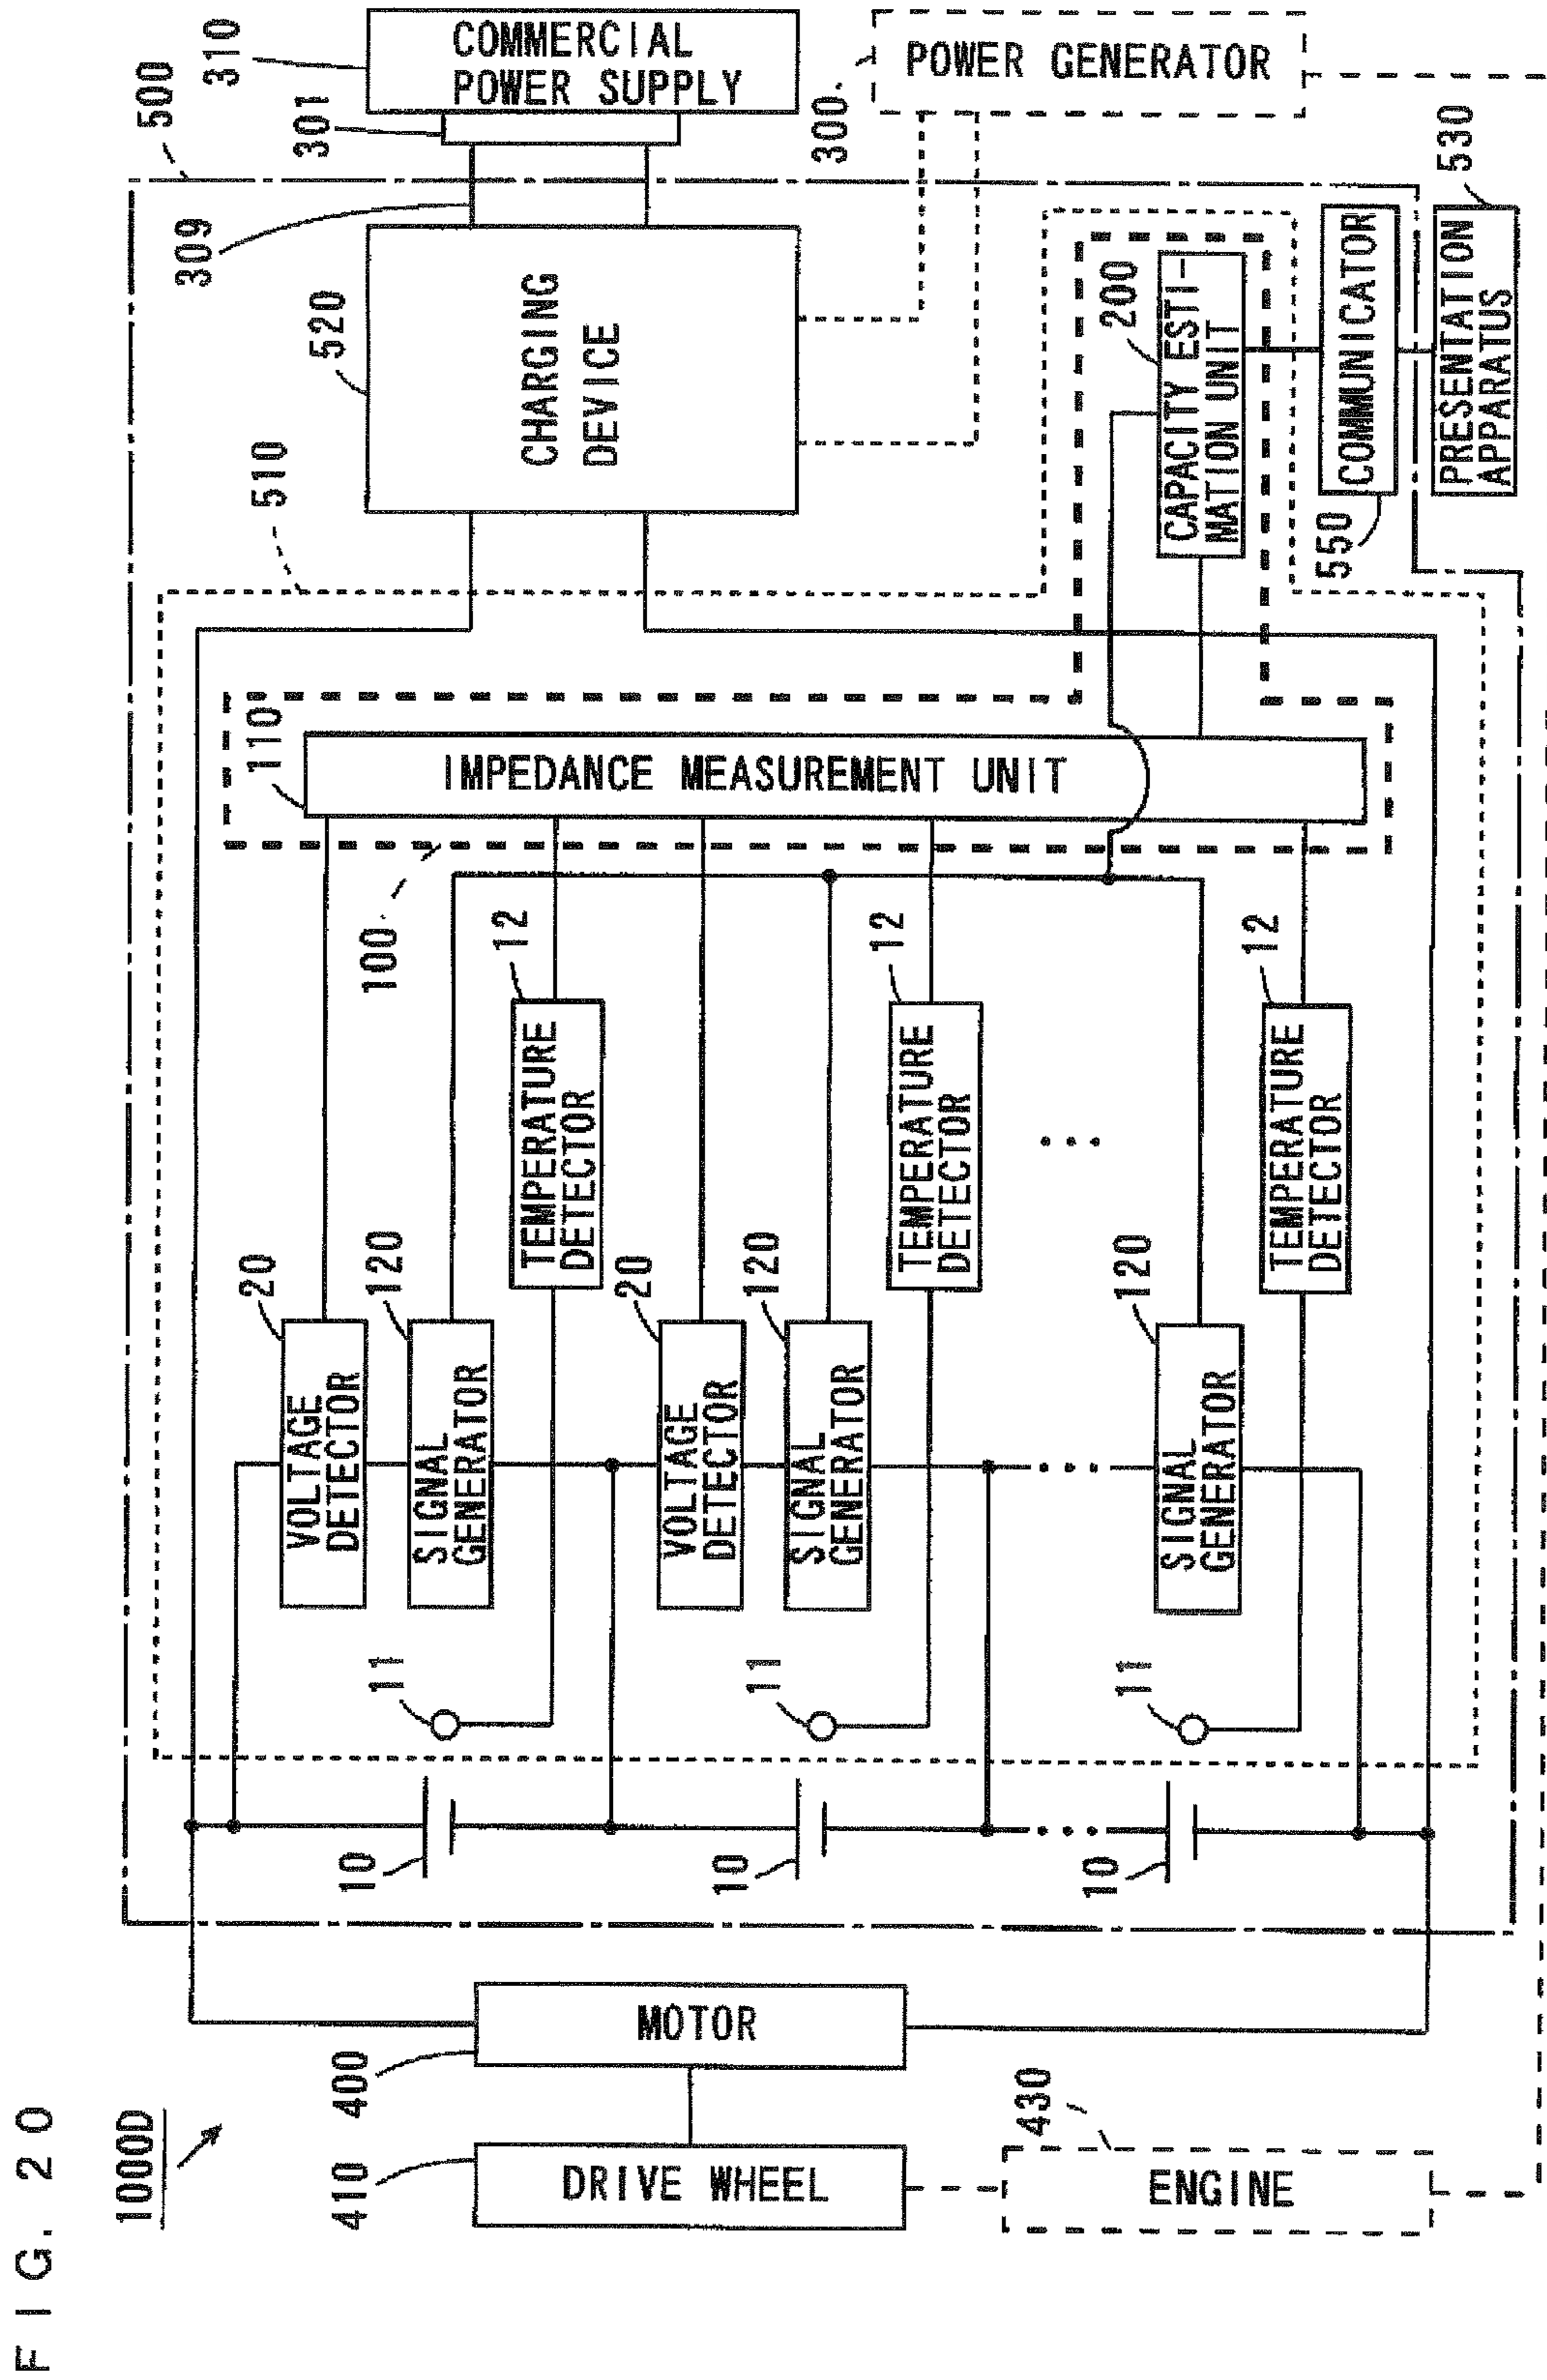 FIG. 20
1000D
410
DRIVE WHEEL
400
MOTOR
430
ENGINE
500
510
10
10
10
11
11
11
20
VOLTAGE
DETECTOR
120
SIGNAL
GENERATOR
12
TEMPERATURE
DETECTOR
20
VOLTAGE
DETECTOR
120
SIGNAL
GENERATOR
12
TEMPERATURE
DETECTOR
120
SIGNAL
GENERATOR
12
TEMPERATURE
DETECTOR
100
110
IMPEDANCE MEASUREMENT UNIT
200
CAPACITY ESTI-
MATION UNIT
550
COMMUNICATOR
530
PRESENTATION
APPARATUS
520
CHARGING
DEVICE
309
301
310
COMMERCIAL
POWER SUPPLY
300
POWER GENERATOR